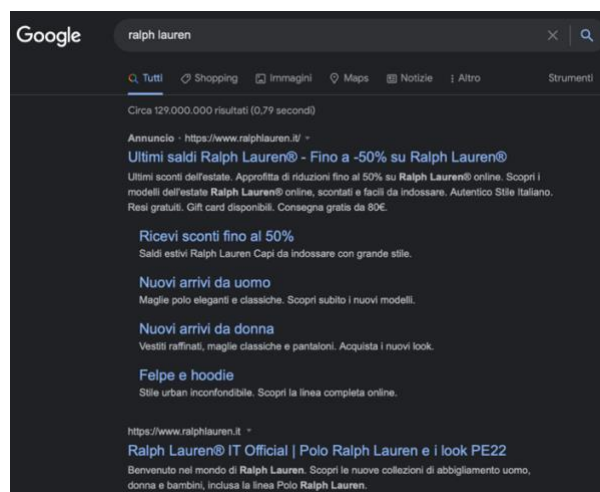 Google
ralph lauren
Tutti Shopping Immagini Maps Notizie Altro Strumenti
Circa 129.000.000 risultati (0,79 secondi)
Annuncio · https://www.ralphlauren.it/
Ultimi saldi Ralph Lauren® - Fino a -50% su Ralph Lauren®
Ultimi sconti dell'estate. Approfitta di riduzioni fino al 50% su Ralph Lauren® online. Scopri i
modelli dell'estate Ralph Lauren® online, scontati e facili da indossare. Autentico Stile Italiano.
Resi gratuiti. Gift card disponibili. Consegna gratis da 80€.
Ricevi sconti fino al 50%
Saldi estivi Ralph Lauren Capi da indossare con grande stile.
Nuovi arrivi da uomo
Maglie polo eleganti e classiche. Scopri subito i nuovi modelli.
Nuovi arrivi da donna
Vestiti raffinati, maglie classiche e pantaloni. Acquista i nuovi look.
Felpe e hoodie
Stile urban inconfondibile. Scopri la linea completa online.
https://www.ralphlauren.it
Ralph Lauren® IT Official | Polo Ralph Lauren e i look PE22
Benvenuto nel mondo di Ralph Lauren. Scopri le nuove collezioni di abbigliamento uomo,
donna e bambini, inclusa la linea Polo Ralph Lauren.